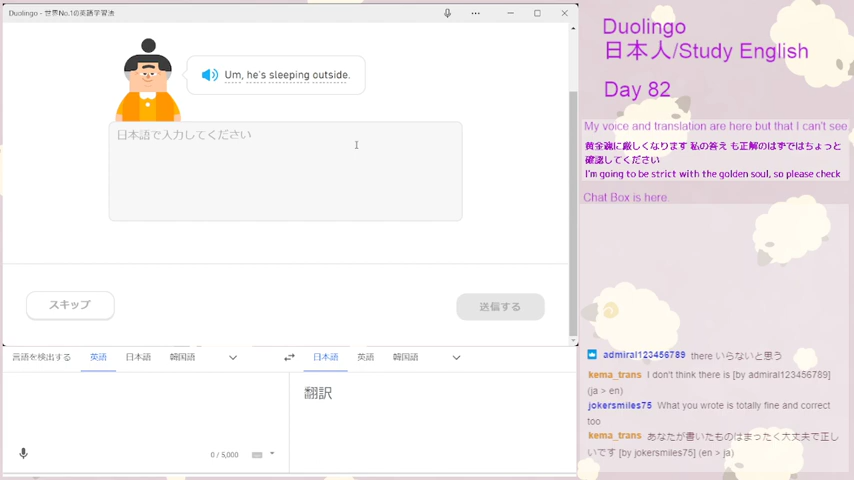 Duolingo - 世界No.1の英語学習法
Um, he's sleeping outside.
日本語で入力してください
スキップ
送信する
言語を検出する 英語 日本語 韓国語
日本語 英語 韓国語
翻訳
0 / 5,000
Duolingo
日本人/Study English
Day 82
My voice and translation are here but that I can't see
黄金魂に厳しくなります 私の答え も正解のはずではちょっと
確認してください
I'm going to be strict with the golden soul, so please check
Chat Box is here.
admiral123456789 there いらないと思う
kema_trans I don't think there is [by admiral123456789]
(ja > en)
jokersmiles75 What you wrote is totally fine and correct
too
kema_trans あなたが書いたものはまったく大丈夫で正し
いです [by jokersmiles75] (en > ja)